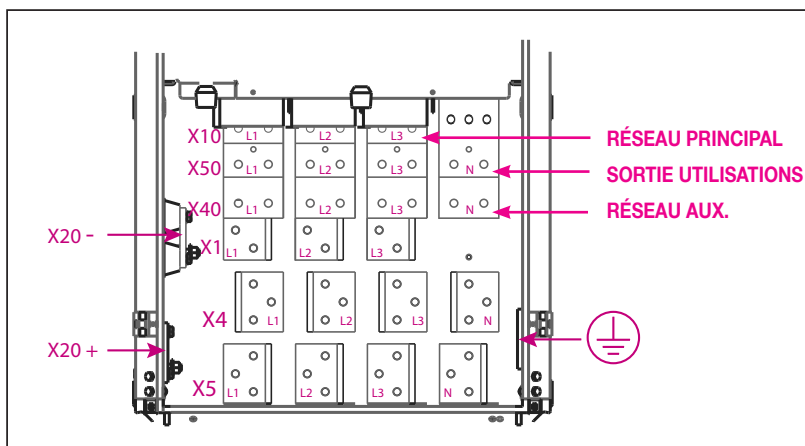 X10 L1 L2 L3 RÉSEAU PRINCIPAL
X50 L1 L2 L3 N SORTIE UTILISATIONS
X40 L1 L2 L3 N RÉSEAU AUX.
X20 - X1 L1 L2 L3
X4 L1 L2 L3 N
X20 +
X5 L1 L2 L3 N